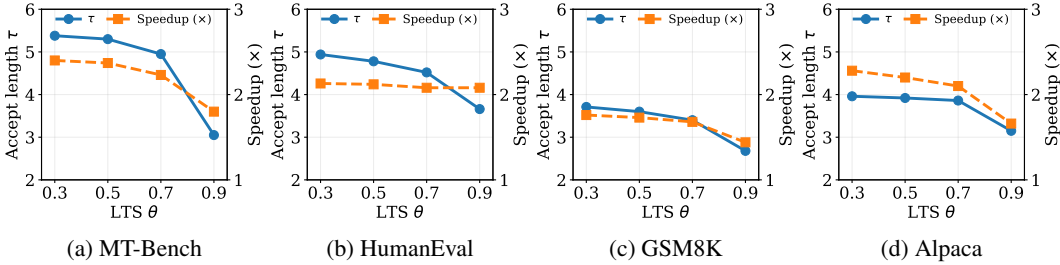 6
5
4
3
2
Accept length τ
τ
Speedup (×)
3
2
1
Speedup (×)
0.3 0.5 0.7 0.9
LTS θ
(a) MT-Bench
6
5
4
3
2
Accept length τ
τ
Speedup (×)
3
2
1
Speedup (×)
0.3 0.5 0.7 0.9
LTS θ
(b) HumanEval
6
5
4
3
2
Accept length τ
τ
Speedup (×)
3
2
1
Speedup (×)
0.3 0.5 0.7 0.9
LTS θ
(c) GSM8K
6
5
4
3
2
Accept length τ
τ
Speedup (×)
3
2
1
Speedup (×)
0.3 0.5 0.7 0.9
LTS θ
(d) Alpaca